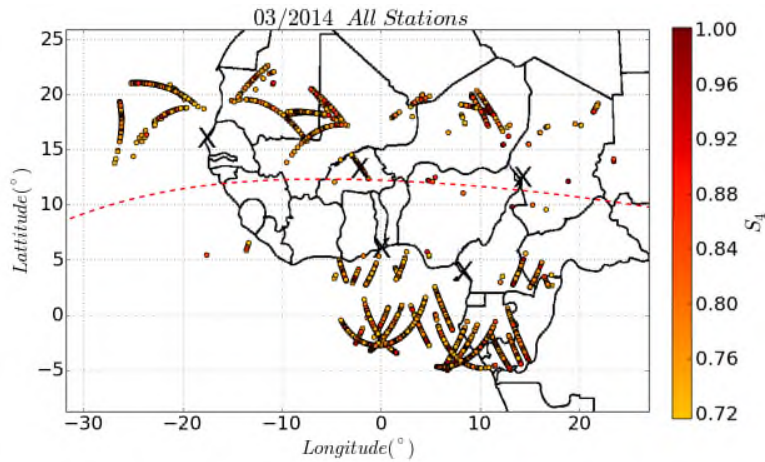 03/2014 All Stations
25
20
15
10
5
0
−5
Lattitude(°)
−30
−20
−10
0
10
20
Longitude(°)
1.00
0.96
0.92
0.88
0.84
0.80
0.76
0.72
S4
X
X
X
X
X